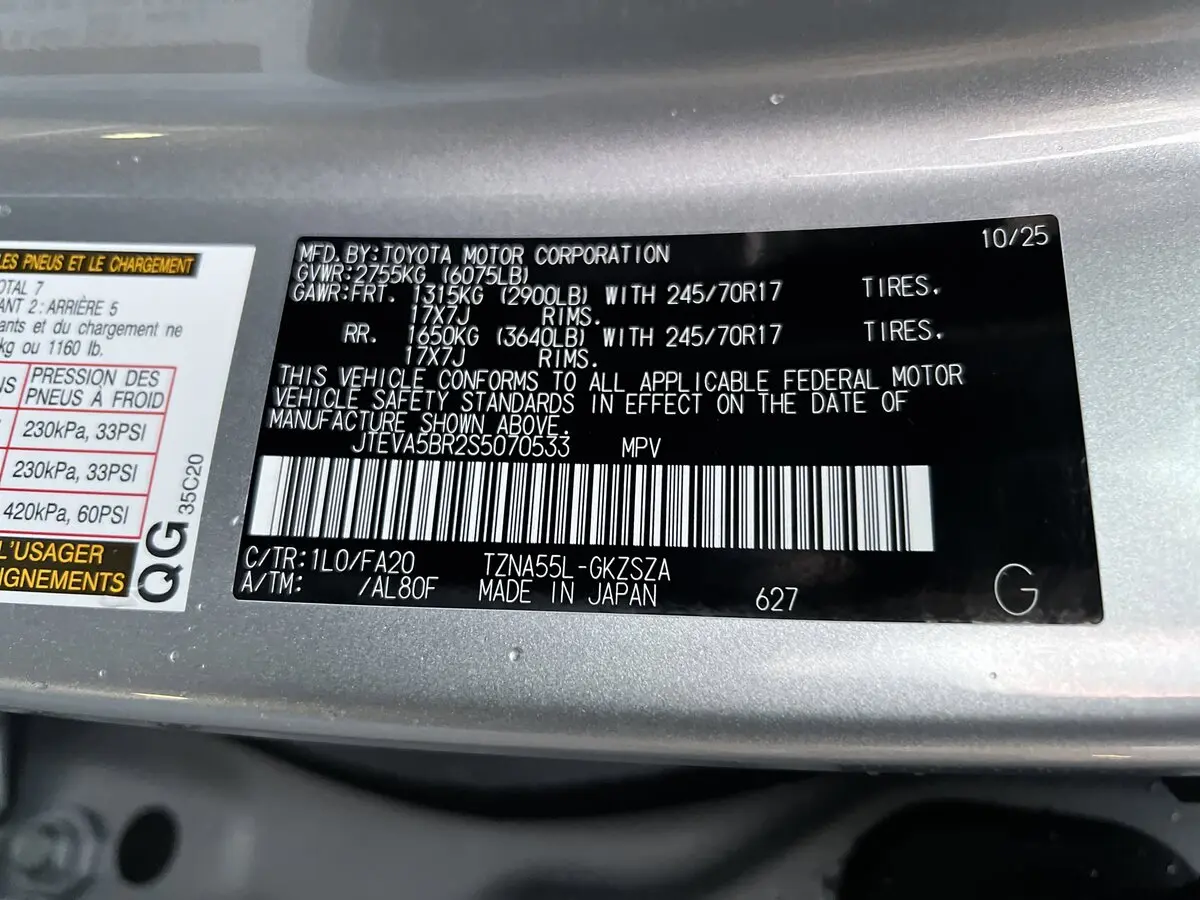 LES PNEUS ET LE CHARGEMENT
OTAL 7
ANT 2 : ARRIÈRE 5
ants et du chargement ne
kg ou 1160 lb.
NS PRESSION DES
PNEUS À FROID
230kPa, 33PSI
230kPa, 33PSI
420kPa, 60PSI
L'USAGER
IGNEMENTS
QG
35C20
10/25
MFD.BY:TOYOTA MOTOR CORPORATION
GVWR:2755KG (6075LB)
GAWR:FRT. 1315KG (2900LB) WITH 245/70R17 TIRES.
17X7J RIMS.
RR. 1650KG (3640LB) WITH 245/70R17 TIRES.
17X7J RIMS.
THIS VEHICLE CONFORMS TO ALL APPLICABLE FEDERAL MOTOR
VEHICLE SAFETY STANDARDS IN EFFECT ON THE DATE OF
MANUFACTURE SHOWN ABOVE.
JTEVA5BR2S5070533 MPV
C/TR:1L0/FA20 TZNA55L-GKZSZA
A/TM: /AL80F MADE IN JAPAN 627
G